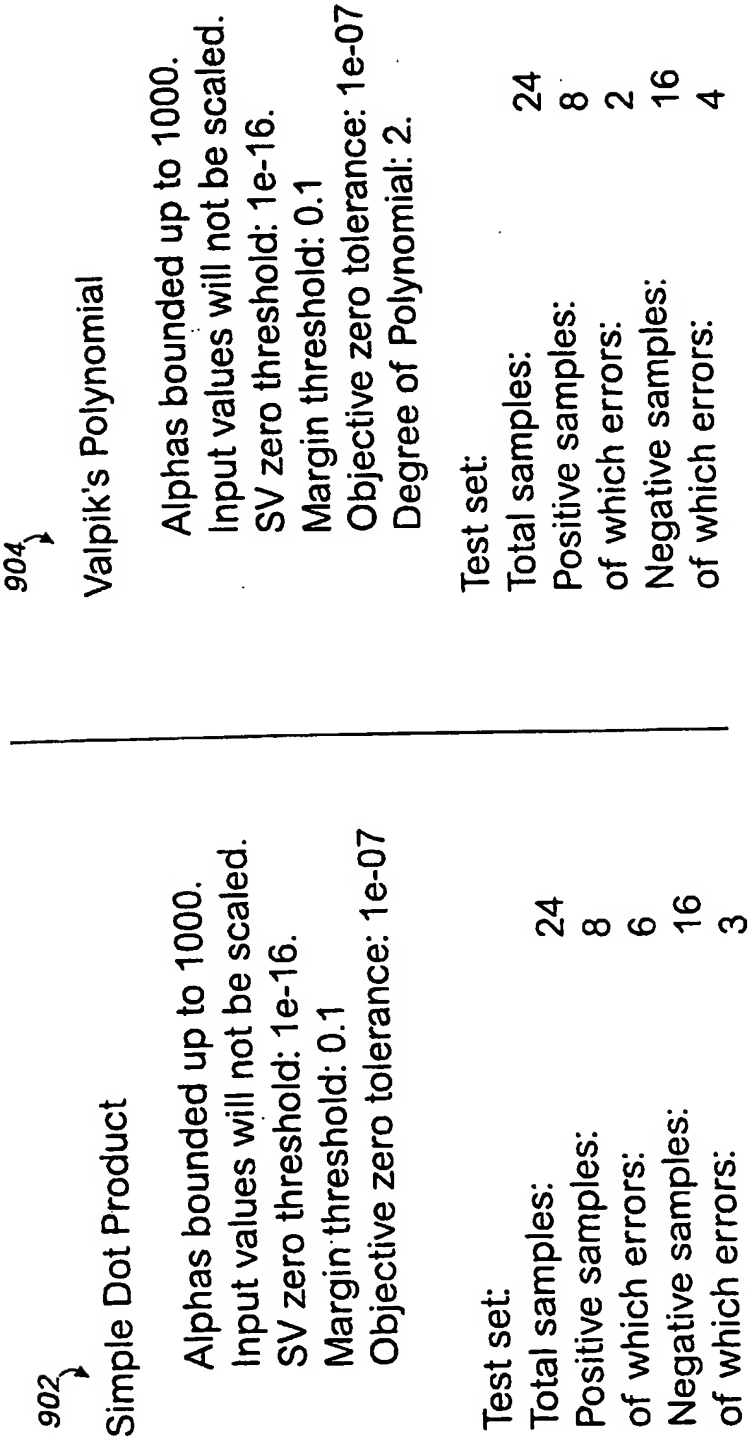 902
Simple Dot Product
Alphas bounded up to 1000.
Input values will not be scaled.
SV zero threshold: 1e-16.
Margin threshold: 0.1
Objective zero tolerance: 1e-07
Test set:
Total samples: 24
Positive samples: 8
of which errors: 6
Negative samples: 16
of which errors: 3
904
Valpik's Polynomial
Alphas bounded up to 1000.
Input values will not be scaled.
SV zero threshold: 1e-16.
Margin threshold: 0.1
Objective zero tolerance: 1e-07
Degree of Polynomial: 2.
Test set:
Total samples: 24
Positive samples: 8
of which errors: 2
Negative samples: 16
of which errors: 4